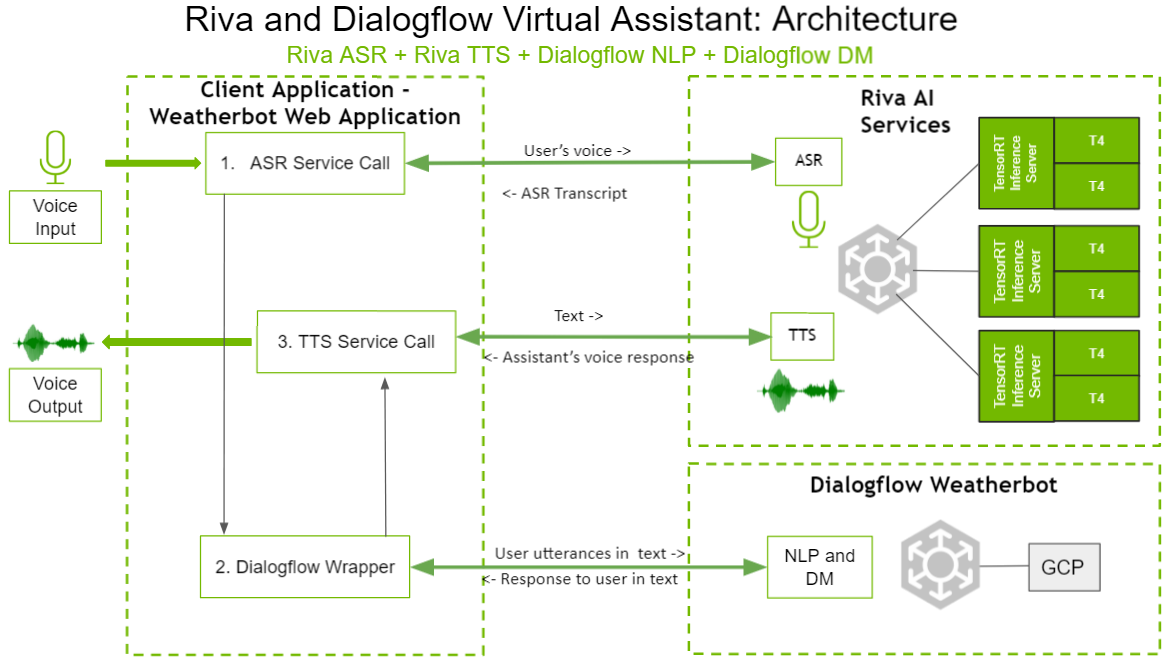 Riva and Dialogflow Virtual Assistant: Architecture
Riva ASR + Riva TTS + Dialogflow NLP + Dialogflow DM
Client Application -
Weatherbot Web Application
Voice
Input
1. ASR Service Call
User's voice ->
<- ASR Transcript
Riva AI
Services
ASR
TensorRT
Inference
Server
T4
T4
TensorRT
Inference
Server
T4
T4
TensorRT
Inference
Server
T4
T4
Voice
Output
3. TTS Service Call
Text ->
<- Assistant's voice response
TTS
2. Dialogflow Wrapper
User utterances in text ->
<- Response to user in text
Dialogflow Weatherbot
NLP and
DM
GCP